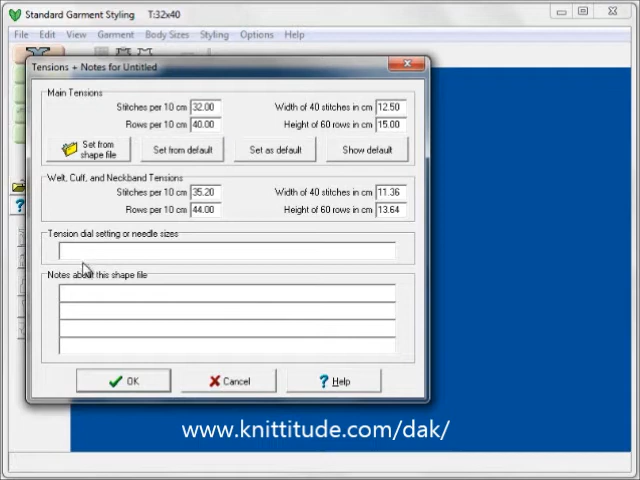 Standard Garment Styling T:32x40
File Edit View Garment Body Sizes Styling Options Help
Tensions + Notes for Untitled
Main Tensions
Stitches per 10 cm 32.00 Width of 40 stitches in cm 12.50
Rows per 10 cm 40.00 Height of 60 rows in cm 15.00
Set from shape file Set from default Set as default Show default
Welt, Cuff, and Neckband Tensions
Stitches per 10 cm 35.20 Width of 40 stitches in cm 11.36
Rows per 10 cm 44.00 Height of 60 rows in cm 13.64
Tension dial setting or needle sizes
Notes about this shape file
OK Cancel Help
www.knittitude.com/dak/